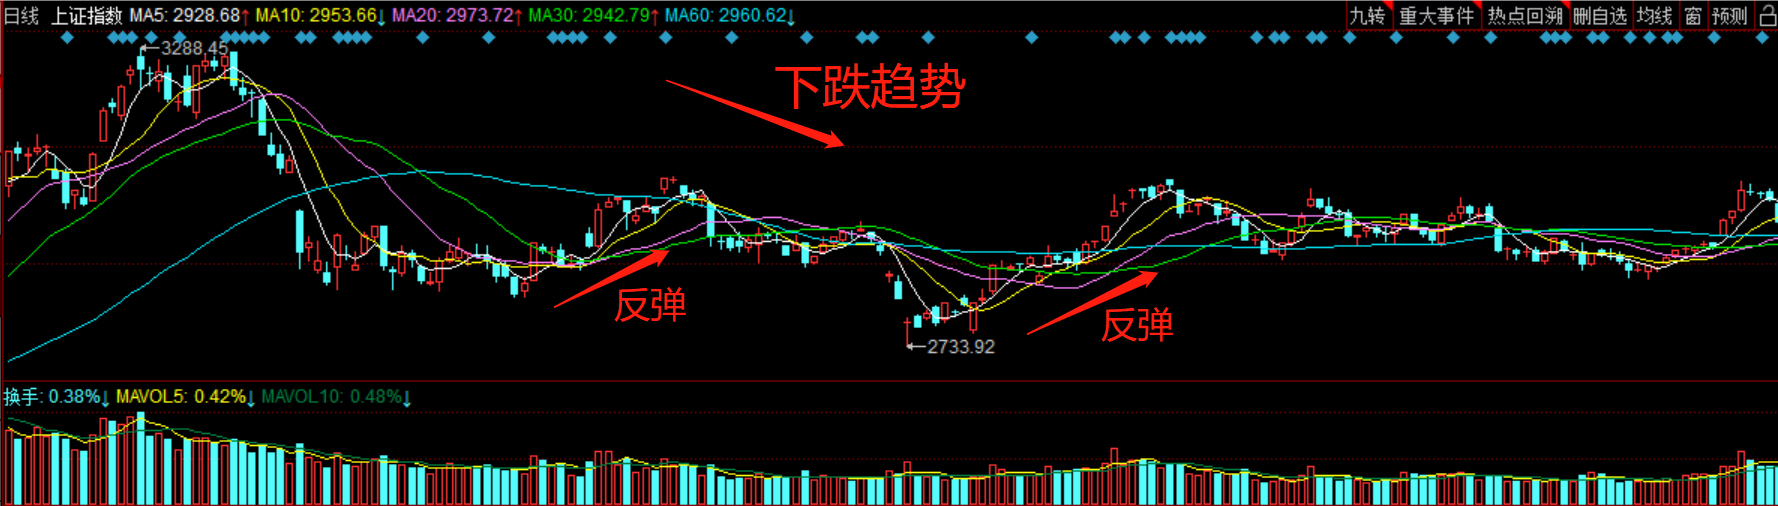 日线 上证指数 MA5: 2928.68↑ MA10: 2953.66↓ MA20: 2973.72↑ MA30: 2942.79↑ MA60: 2960.62↓
九转 重大事件 热点回溯 删自选 均线 窗 预测
←3288.45
下跌趋势
反弹
反弹
←2733.92
换手: 0.38%↓ MAVOL5: 0.42%↓ MAVOL10: 0.48%↓